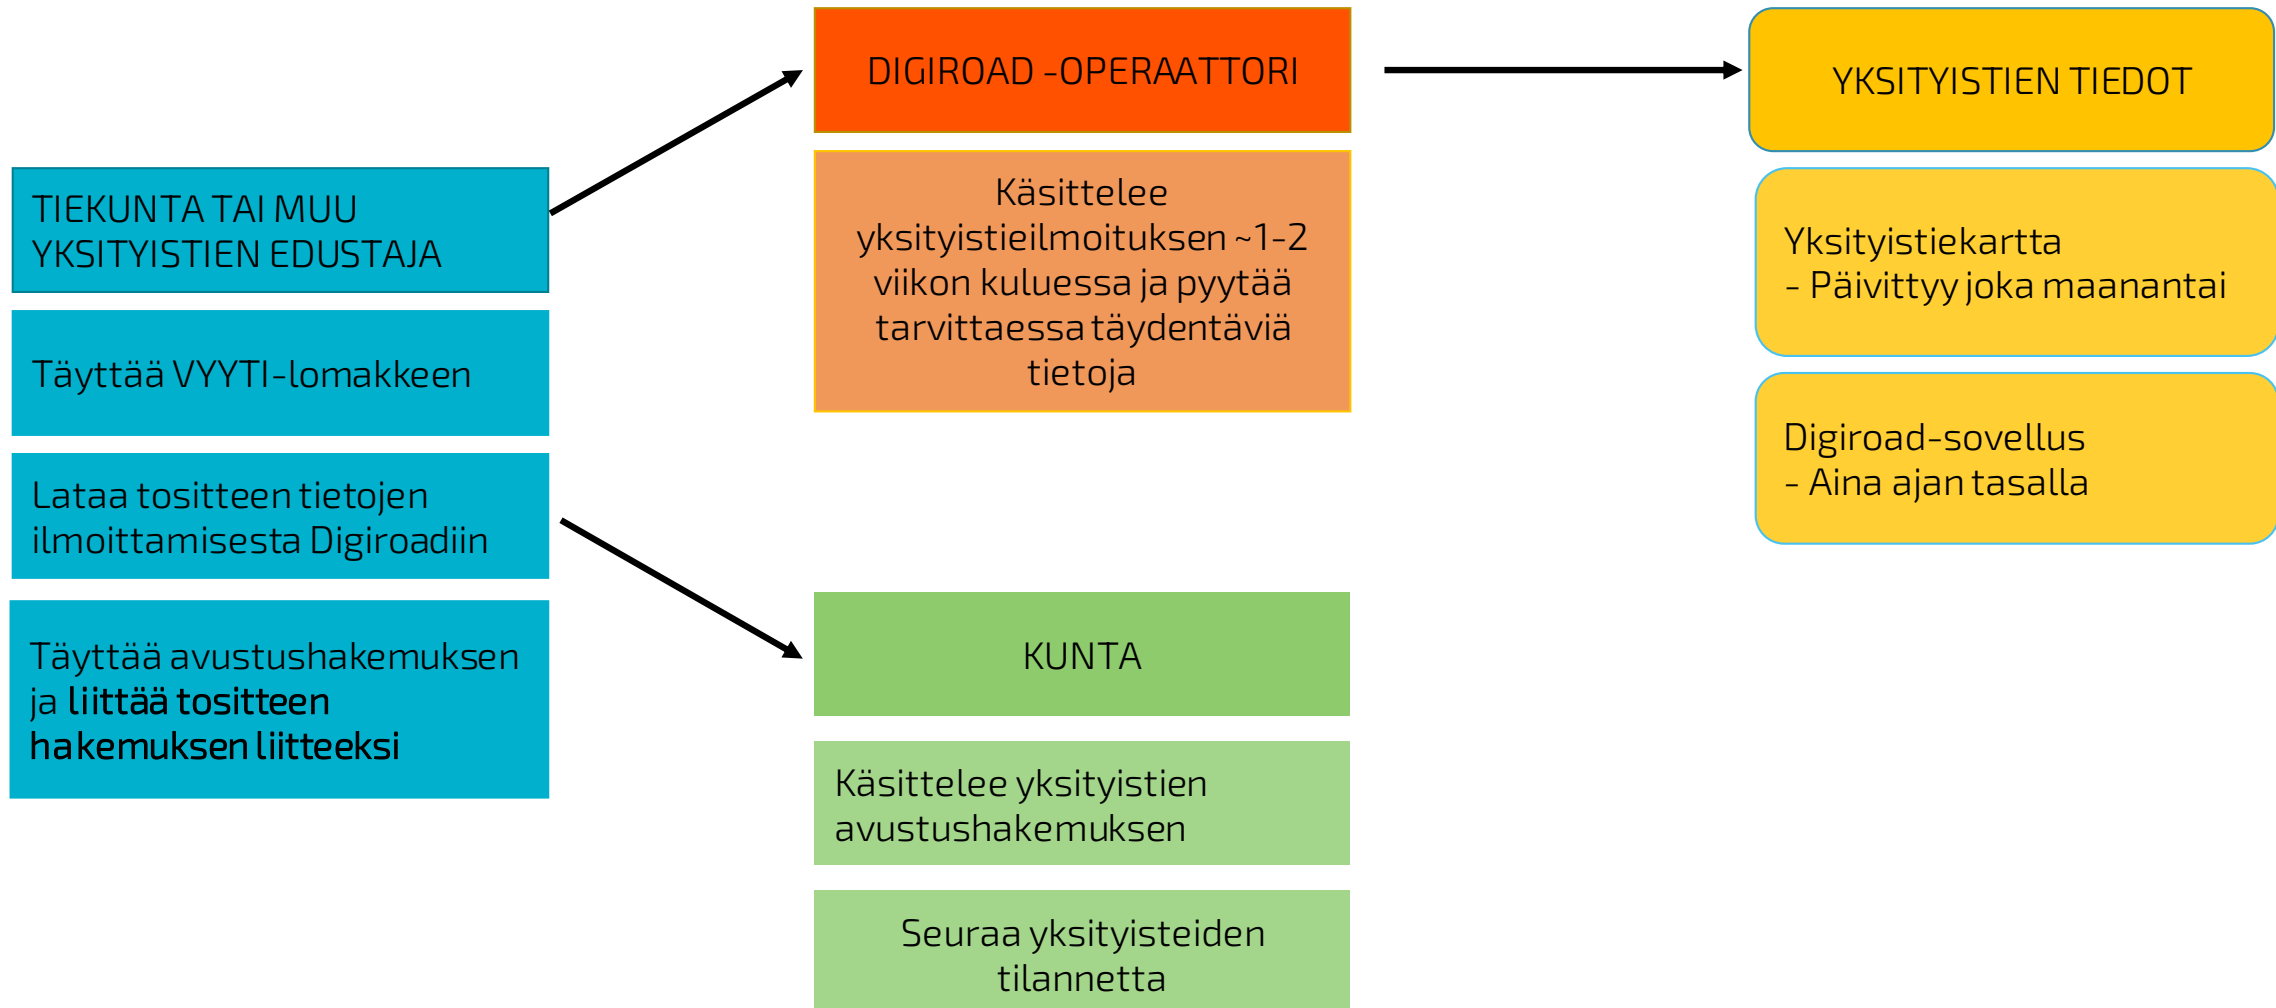 TIEKUNTA TAI MUU
YKSITYISTIEN EDUSTAJA
Täyttää VYYTI-lomakkeen
Lataa tositteen tietojen
ilmoittamisesta Digiroadiin
Täyttää avustushakemuksen
ja liittää tositteen
hakemuksen liitteeksi
DIGIROAD -OPERAATTORI
Käsittelee
yksityistieilmoituksen ~1-2
viikon kuluessa ja pyytää
tarvittaessa täydentäviä
tietoja
KUNTA
Käsittelee yksityistien
avustushakemuksen
Seuraa yksityisteiden
tilannetta
YKSITYISTIEN TIEDOT
Yksityistiekartta
- Päivittyy joka maanantai
Digiroad-sovellus
- Aina ajan tasalla